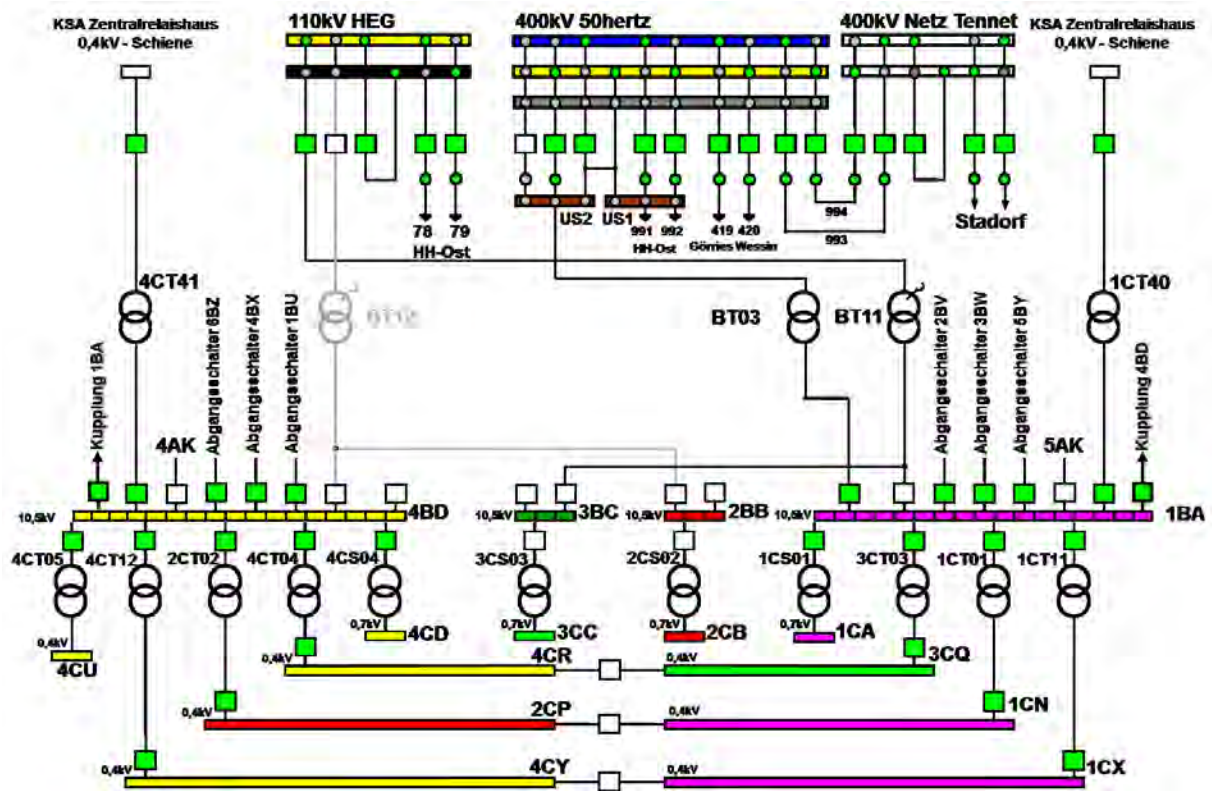 KSA Zentralrelaishaus
0,4kV - Schiene
110kV HEG
400kV 50hertz
400kV Netz Tennet
KSA Zentralrelaishaus
0,4kV - Schiene
US2
US1
994
78
79
991
992
419
420
Stadorf
HH-Ost
HH-Ost
Görries Wessin
993
4CT41
1CT40
BT03
BT11
Kupplung 1BA
Abgangsschalter 6BZ
Abgangsschalter 4BX
Abgangsschalter 1BU
Abgangsschalter 2BV
Abgangsschalter 3BW
Abgangsschalter 5BY
Kupplung 4BD
4AK
5AK
10,5kV
4BD
10,5kV
3BC
10,5kV
2BB
10,5kV
1BA
4CT05
4CT12
2CT02
4CT04
4CS04
3CS03
2CS02
1CS01
3CT03
1CT01
1CT11
0,7kV
4CD
0,7kV
3CC
0,7kV
2CB
0,7kV
1CA
0,4kV
4CU
0,4kV
4CR
0,4kV
3CQ
0,4kV
2CP
0,4kV
1CN
0,4kV
4CY
0,4kV
1CX